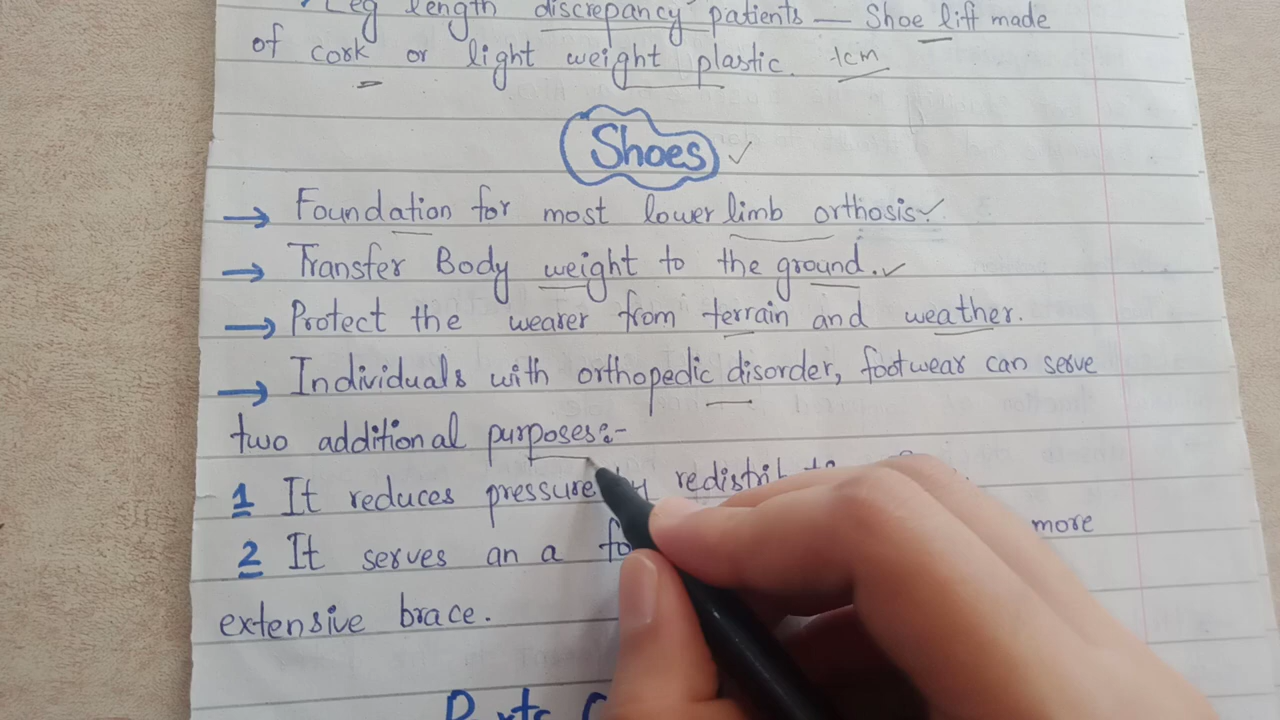 Leg length discrepancy patients — Shoe lift made
of cork or light weight plastic. 1cm
Shoes ✓
→ Foundation for most lower limb orthosis ✓
→ Transfer Body weight to the ground. ✓
→ Protect the wearer from terrain and weather.
→ Individuals with orthopedic disorder, footwear can serve
two additional purposes:-
1 It reduces pressure
2 It serves an a more
extensive brace.